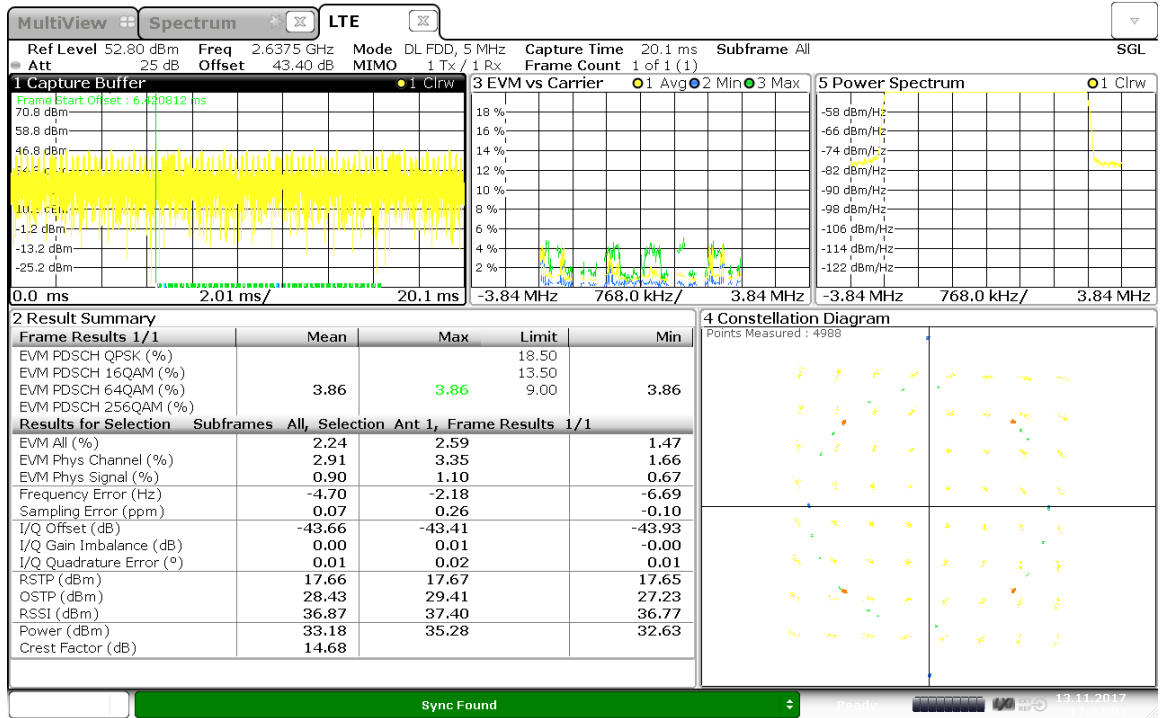 MultiView Spectrum LTE
Ref Level 52.80 dBm Freq 2.6375 GHz Mode DL FDD, 5 MHz Capture Time 20.1 ms Subframe All SGL
Att 25 dB Offset 43.40 dB MIMO 1 Tx / 1 Rx Frame Count 1 of 1 (1)
1 Capture Buffer 1 Clrw
Frame Start Offset : 6.420812 ms
70.8 dBm
58.8 dBm
46.8 dBm
-1.2 dBm
-13.2 dBm
-25.2 dBm
0.0 ms 2.01 ms/ 20.1 ms
3 EVM vs Carrier 1 Avg 2 Min 3 Max
18 %
16 %
14 %
12 %
10 %
8 %
6 %
4 %
2 %
-3.84 MHz 768.0 kHz/ 3.84 MHz
5 Power Spectrum 1 Clrw
-58 dBm/Hz
-66 dBm/Hz
-74 dBm/Hz
-82 dBm/Hz
-90 dBm/Hz
-98 dBm/Hz
-106 dBm/Hz
-114 dBm/Hz
-122 dBm/Hz
-3.84 MHz 768.0 kHz/ 3.84 MHz
2 Result Summary
Frame Results 1/1 Mean Max Limit Min
EVM PDSCH QPSK (%) 18.50
EVM PDSCH 16QAM (%) 13.50
EVM PDSCH 64QAM (%) 3.86 3.86 9.00 3.86
EVM PDSCH 256QAM (%)
Results for Selection Subframes All, Selection Ant 1, Frame Results 1/1
EVM All (%) 2.24 2.59 1.47
EVM Phys Channel (%) 2.91 3.35 1.66
EVM Phys Signal (%) 0.90 1.10 0.67
Frequency Error (Hz) -4.70 -2.18 -6.69
Sampling Error (ppm) 0.07 0.26 -0.10
I/Q Offset (dB) -43.66 -43.41 -43.93
I/Q Gain Imbalance (dB) 0.00 0.01 -0.00
I/Q Quadrature Error (º) 0.01 0.02 0.01
RSTP (dBm) 17.66 17.67 17.65
OSTP (dBm) 28.43 29.41 27.23
RSSI (dBm) 36.87 37.40 36.77
Power (dBm) 33.18 35.28 32.63
Crest Factor (dB) 14.68
4 Constellation Diagram
Points Measured : 4988
Sync Found
Ready
13.11.2017